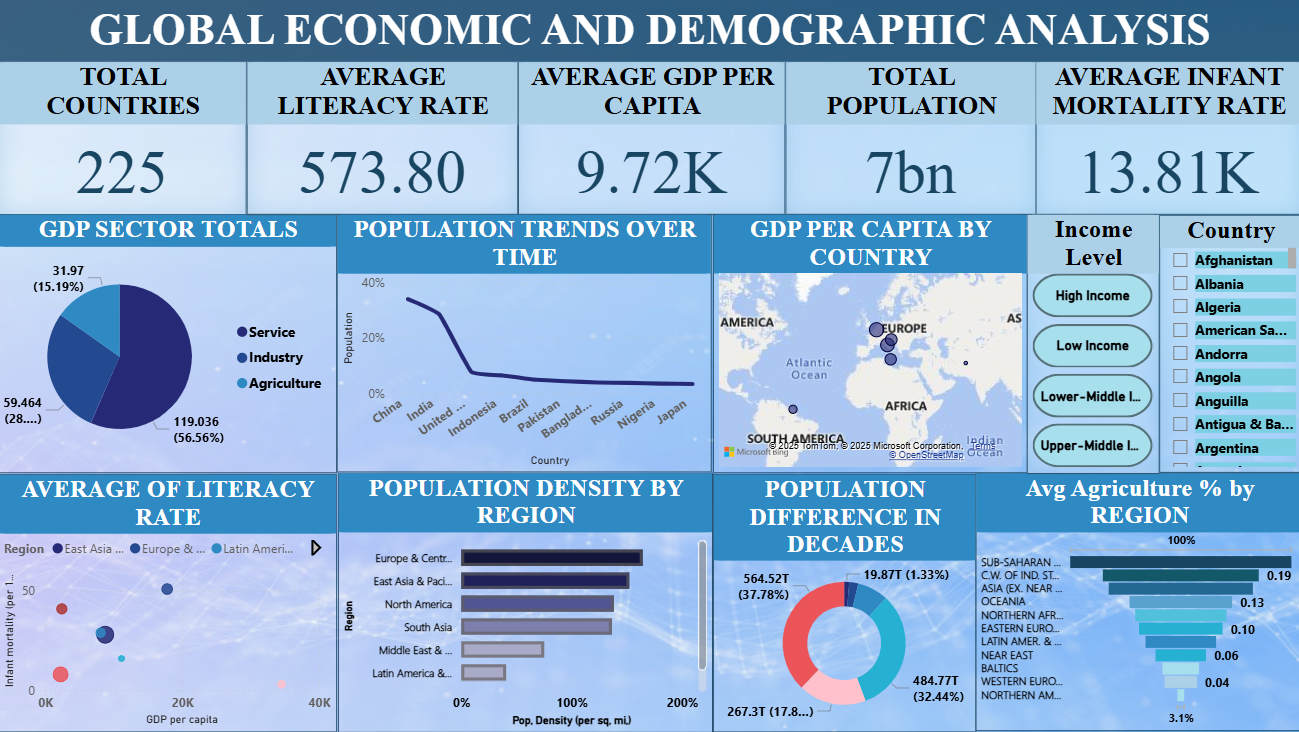 GLOBAL ECONOMIC AND DEMOGRAPHIC ANALYSIS
TOTAL
COUNTRIES
225
AVERAGE
LITERACY RATE
573.80
AVERAGE GDP PER
CAPITA
9.72K
TOTAL
POPULATION
7bn
AVERAGE INFANT
MORTALITY RATE
13.81K
GDP SECTOR TOTALS
31.97
(15.19%)
59.464
(28....)
119.036
(56.56%)
Service
Industry
Agriculture
POPULATION TRENDS OVER
TIME
Population
40%
20%
0%
China
India
United ...
Indonesia
Brazil
Pakistan
Banglad...
Russia
Nigeria
Japan
Country
GDP PER CAPITA BY
COUNTRY
AMERICA
EUROPE
AS
Atlantic
Ocean
AFRICA
SOUTH AMERICA
Indian
Ocean
Microsoft Bing
© 2025 TomTom, © 2025 Microsoft Corporation, Terms
© OpenStreetMap
Income
Level
High Income
Low Income
Lower-Middle I...
Upper-Middle I...
Country
Afghanistan
Albania
Algeria
American Sa...
Andorra
Angola
Anguilla
Antigua & Ba...
Argentina
AVERAGE OF LITERACY
RATE
Region
East Asia ...
Europe & ...
Latin Ameri...
Infant mortality (per 1...
50
0
0K
20K
40K
GDP per capita
POPULATION DENSITY BY
REGION
Region
Europe & Centr...
East Asia & Paci...
North America
South Asia
Middle East & ...
Latin America &...
0%
100%
200%
Pop. Density (per sq. mi.)
POPULATION
DIFFERENCE IN
DECADES
564.52T
(37.78%)
19.87T (1.33%)
484.77T
(32.44%)
267.3T (17.8...)
Avg Agriculture % by
REGION
100%
SUB-SAHARAN ...
C.W. OF IND. ST...
0.19
ASIA (EX. NEAR ...
OCEANIA
0.13
NORTHERN AFR...
EASTERN EURO...
0.10
LATIN AMER. & ...
NEAR EAST
0.06
BALTICS
WESTERN EURO...
0.04
NORTHERN AM...
3.1%